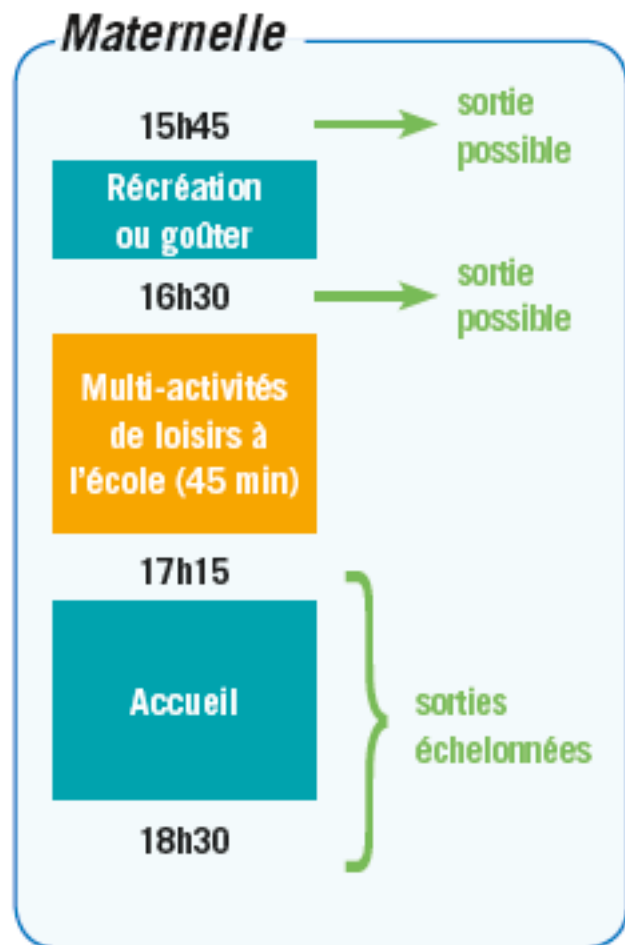 Maternelle
15h45
sortie
possible
Récréation
ou goûter
16h30
sortie
possible
Multi-activités
de loisirs à
l'école (45 min)
17h15
Accueil
sorties
échelonnées
18h30